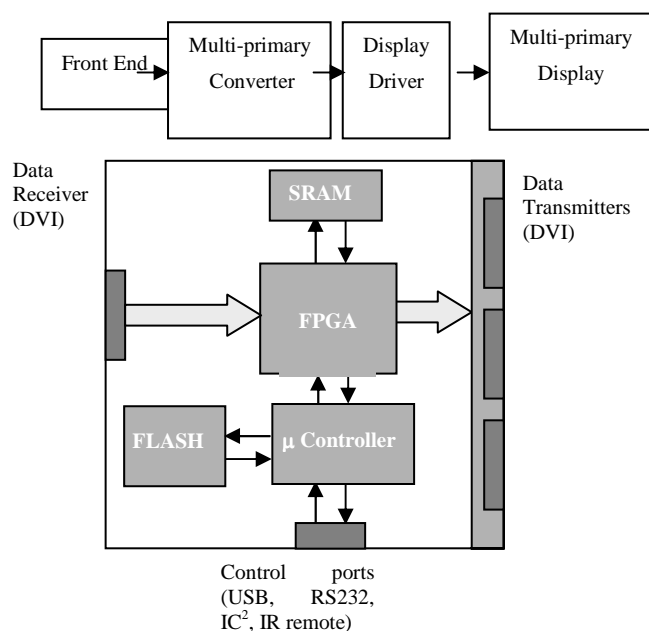 Front End
Multi-primary
Converter
Display
Driver
Multi-primary
Display
Data
Receiver
(DVI)
SRAM
Data
Transmitters
(DVI)
FPGA
FLASH
μ Controller
Control ports
(USB, RS232,
IC², IR remote)